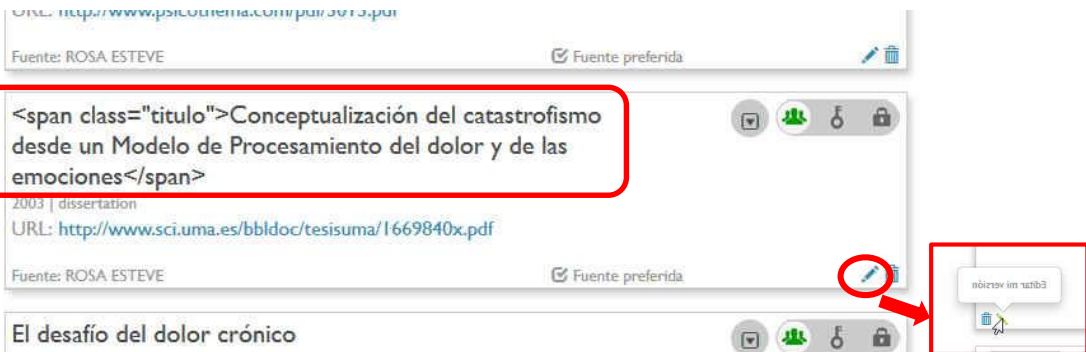 URL: http://www.psicothema.com/pdf/3013.pdf
Fuente: ROSA ESTEVE
Fuente preferida
<span class="titulo">Conceptualización del catastrofismo
desde un Modelo de Procesamiento del dolor y de las
emociones</span>
2003 | dissertation
URL: http://www.sci.uma.es/bbldoc/tesisuma/1669840x.pdf
Fuente: ROSA ESTEVE
Fuente preferida
Editar mi versión
El desafío del dolor crónico